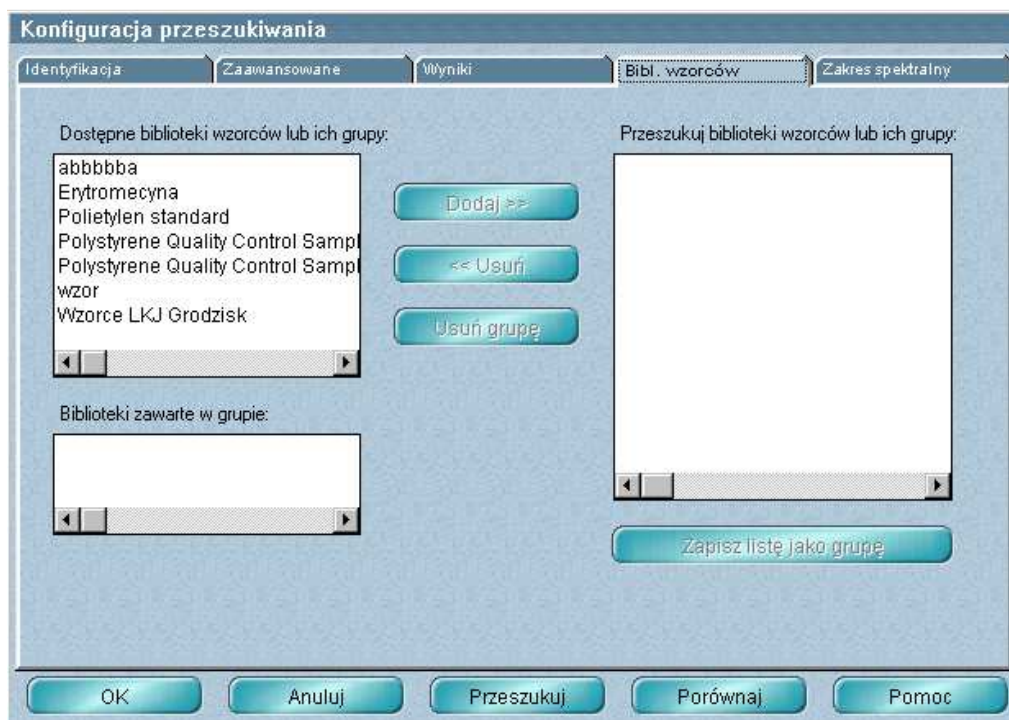 Konfiguracja przeszukiwania
Identyfikacja
Zaawansowane
Wyniki
Bibl. wzorców
Zakres spektralny
Dostępne biblioteki wzorców lub ich grupy:
abbbbba
Erytromecyna
Polietylen standard
Polystyrene Quality Control Sampl
Polystyrene Quality Control Sampl
wzor
Wzorce LKJ Grodzisk
Dodaj >>
<< Usuń
Usuń grupę
Przeszukuj biblioteki wzorców lub ich grupy:
Biblioteki zawarte w grupie:
Zapisz listę jako grupę
OK
Anuluj
Przeszukuj
Porównaj
Pomoc